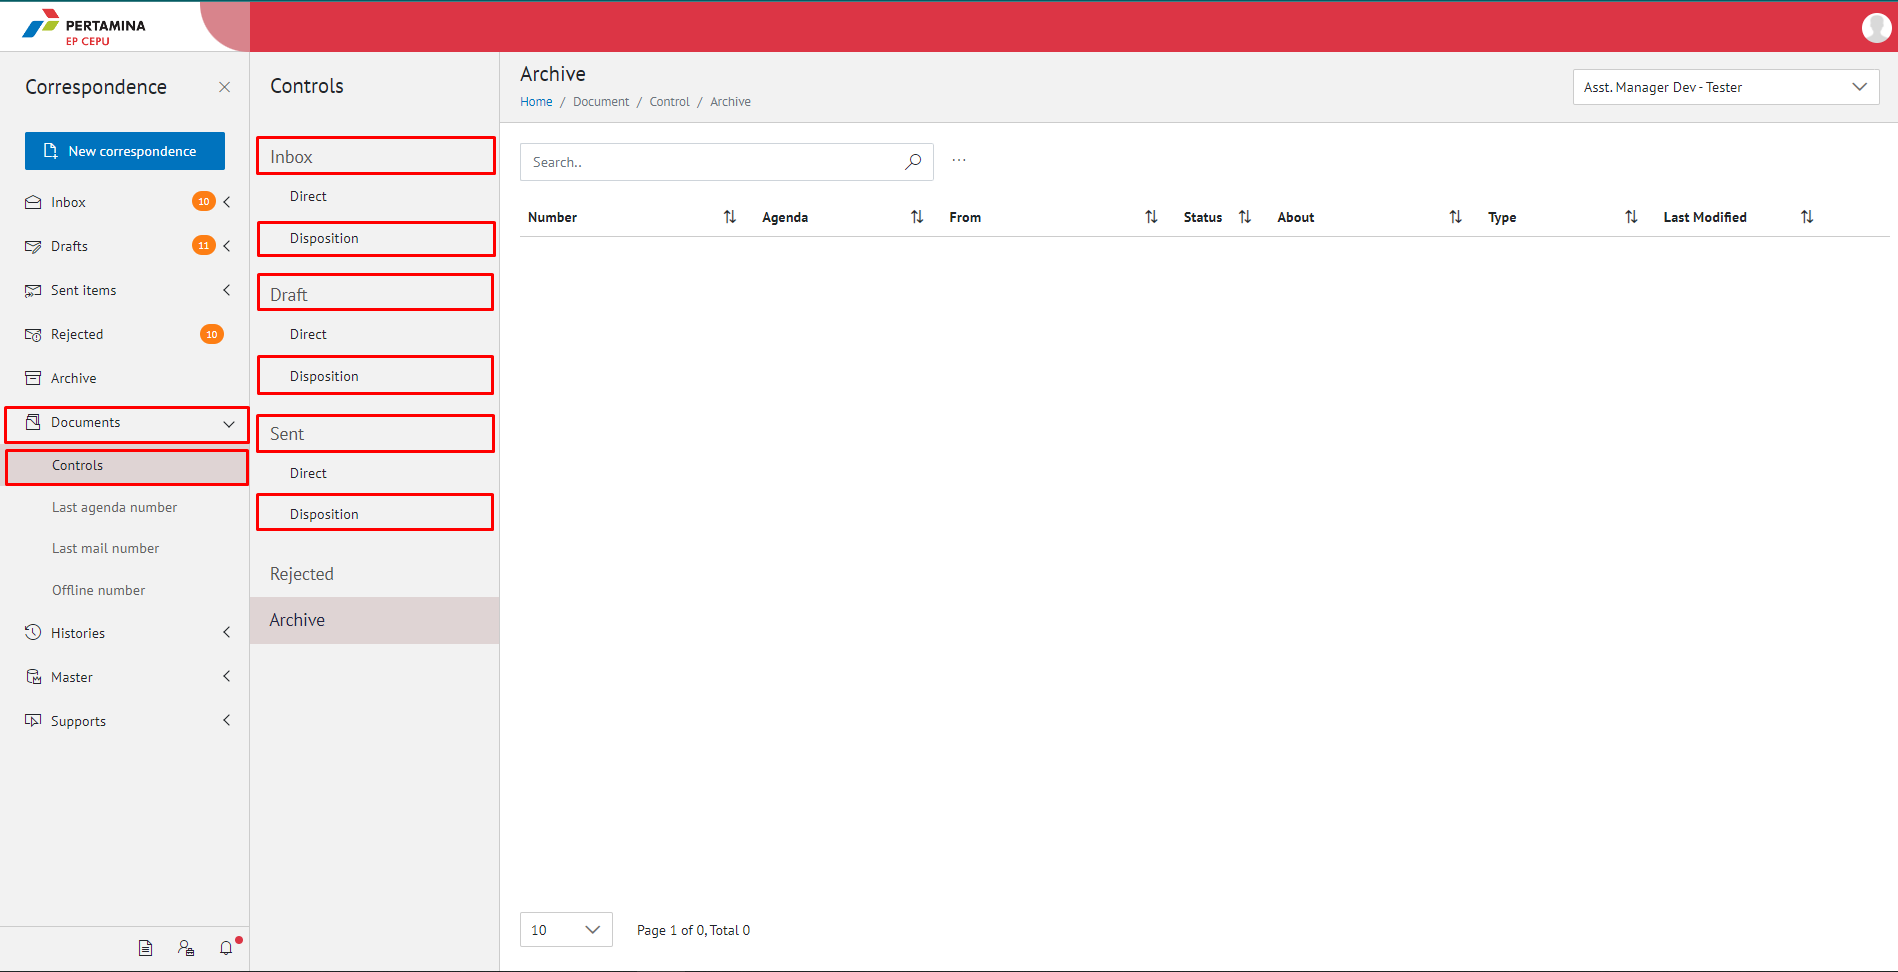 PERTAMINA
EP CEPU
Correspondence
New correspondence
Inbox 10
Drafts 11
Sent items
Rejected 10
Archive
Documents
Controls
Last agenda number
Last mail number
Offline number
Histories
Master
Supports
Controls
Inbox
Direct
Disposition
Draft
Direct
Disposition
Sent
Direct
Disposition
Rejected
Archive
Archive
Home / Document / Control / Archive
Asst. Manager Dev - Tester
Search..
...
Number Agenda From Status About Type Last Modified
10 Page 1 of 0, Total 0